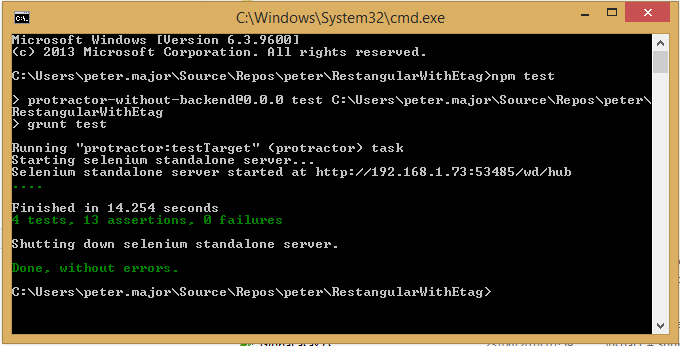 C:\Windows\System32\cmd.exe
Microsoft Windows [Version 6.3.9600]
(c) 2013 Microsoft Corporation. All rights reserved.
C:\Users\peter.major\Source\Repos\peter\RestangularWithEtag>npm test
> protractor-without-backend@0.0.0 test C:\Users\peter.major\Source\Repos\peter\
RestangularWithEtag
> grunt test
Running "protractor:testTarget" (protractor) task
Starting selenium standalone server...
Selenium standalone server started at http://192.168.1.73:53485/wd/hub
----
Finished in 14.254 seconds
4 tests, 13 assertions, 0 failures
Shutting down selenium standalone server.
Done, without errors.
C:\Users\peter.major\Source\Repos\peter\RestangularWithEtag>